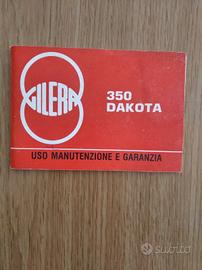 GILERA
350
DAKOTA
USO MANUTENZIONE E GARANZIA
subito